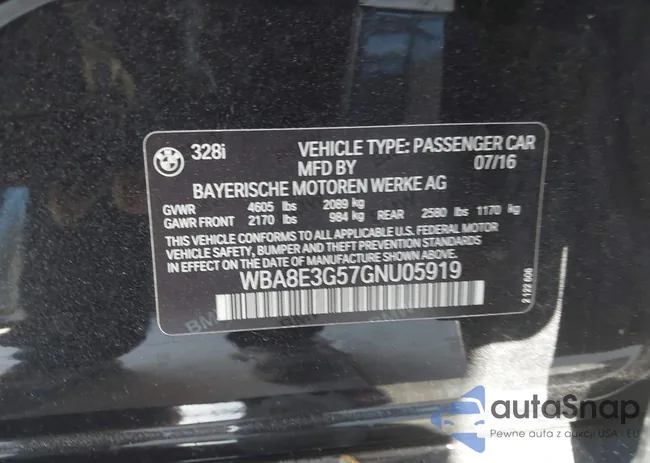 328i VEHICLE TYPE: PASSENGER CAR
MFD BY 07/16
BAYERISCHE MOTOREN WERKE AG
GVWR 4605 lbs 2089 kg
GAWR FRONT 2170 lbs 984 kg REAR 2580 lbs 1170 kg
THIS VEHICLE CONFORMS TO ALL APPLICABLE U.S. FEDERAL MOTOR
VEHICLE SAFETY, BUMPER, AND THEFT PREVENTION STANDARDS
IN EFFECT ON THE DATE OF MANUFACTURE SHOWN ABOVE.
WBA8E3G57GNU05919
2 122 606
autoSnap
Pewne auta z aukcji USA - EU